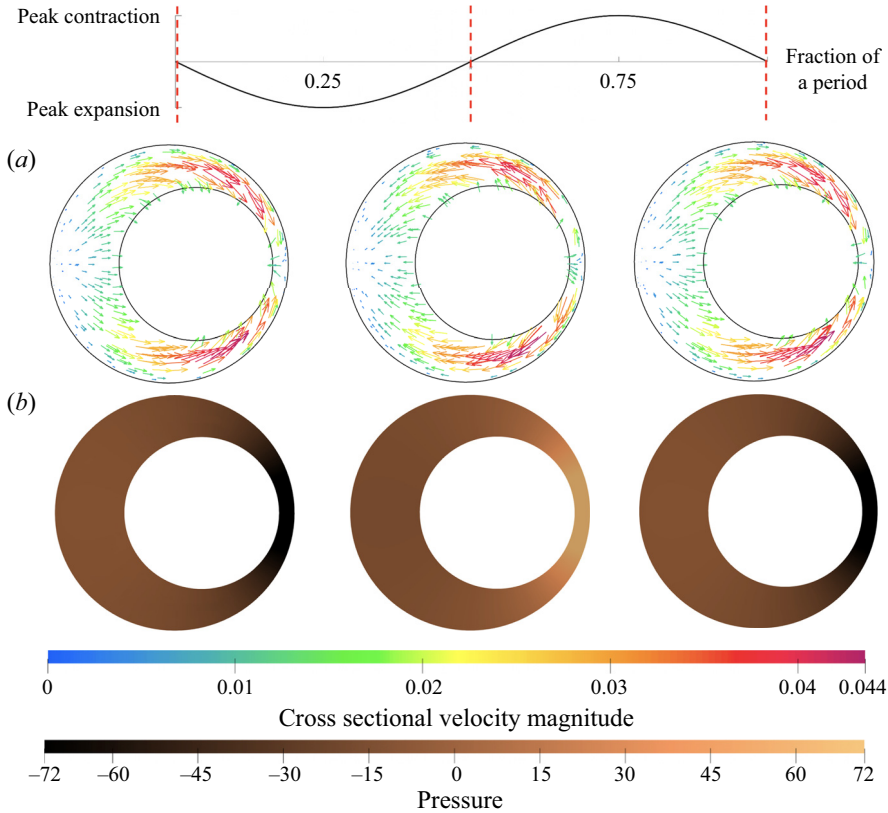 Peak contraction
Peak expansion
0.25
0.75
Fraction of
a period
(a)
(b)
0
0.01
0.02
0.03
0.04
0.044
Cross sectional velocity magnitude
–72
–60
–45
–30
–15
0
15
30
45
60
72
Pressure